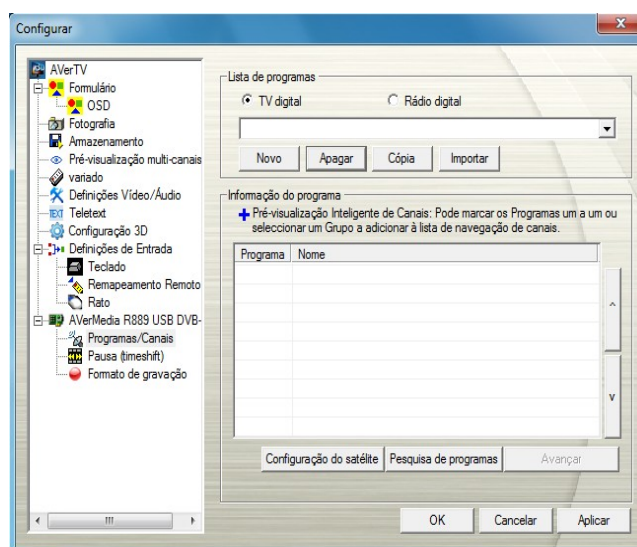 Configurar
AVerTV
Formulário
OSD
Fotografia
Armazenamento
Pré-visualização multi-canais
variado
Definições Vídeo/Áudio
TEXT Teletext
Configuração 3D
Definições de Entrada
Teclado
Remapeamento Remoto
Rato
AVerMedia R889 USB DVB-
Programas/Canais
Pausa (timeshift)
Formato de gravação
Lista de programas
TV digital Rádio digital
Novo Apagar Cópia Importar
Informação do programa
Pré-visualização Inteligente de Canais: Pode marcar os Programas um a um ou
seleccionar um Grupo a adicionar à lista de navegação de canais.
Programa Nome
^
v
Configuração do satélite Pesquisa de programas Avançar
OK Cancelar Aplicar